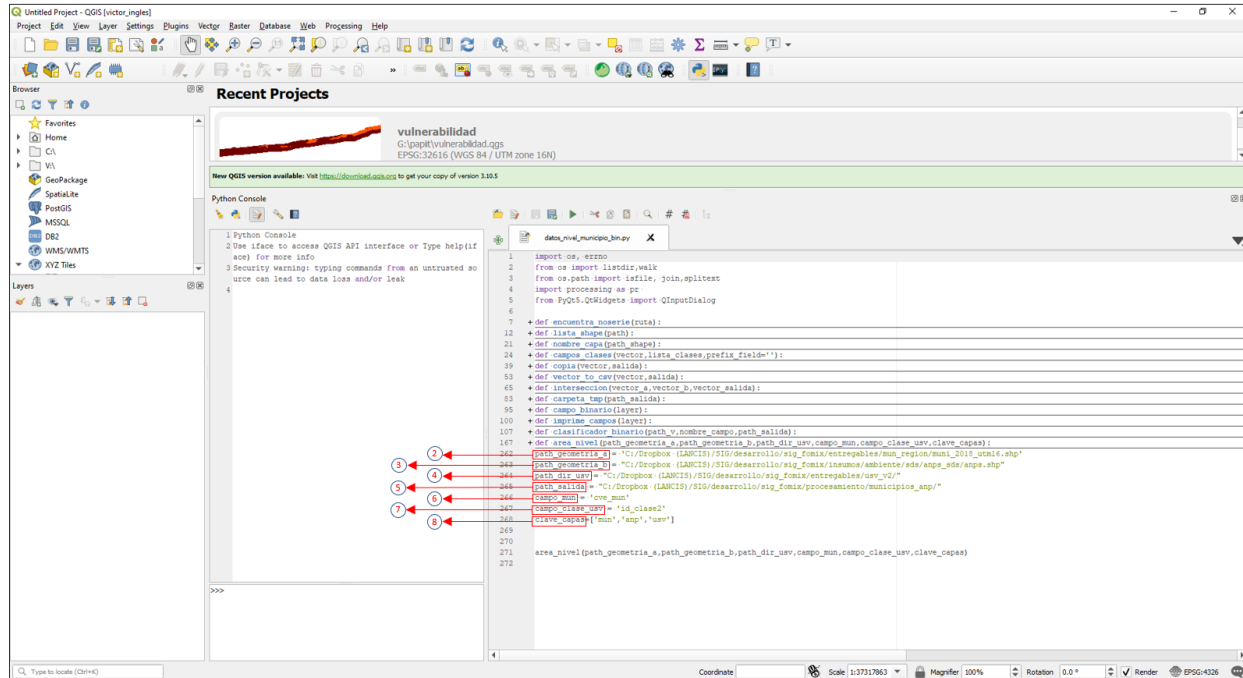 Untitled Project - QGIS [victor_ingles]
Project Edit View Layer Settings Plugins Vector Raster Database Web Processing Help
Browser
Favorites
Home
C:\
V:\
GeoPackage
SpatiaLite
PostGIS
MSSQL
DB2
WMS/WMTS
XYZ Tiles
Layers
Recent Projects
vulnerabilidad
G:\papit\vulnerabildad.qgs
EPSG:32616 (WGS 84 / UTM zone 16N)
New QGIS version available: Visit https://download.qgis.org to get your copy of version 3.10.5
Python Console
1 Python Console
2 Use iface to access QGIS API interface or Type help(if
ace) for more info
3 Security warning: typing commands from an untrusted so
urce can lead to data loss and/or leak
4
>>>
datos_nivel_municipio_bin.py X
1 import os, errno
2 from os import listdir,walk
3 from os.path import isfile, join,splitext
4 import processing as pr
5 from PyQt5.QtWidgets import QInputDialog
6
7 +def encuentra_noserie(ruta):
12 +def lista_shape(path):
21 +def nombre_capa(path_shape):
24 +def campos_clases(vector,lista_clases,prefix_field=''):
39 +def copia(vector,salida):
53 +def vector_to_csv(vector,salida):
65 +def interseccion(vector_a,vector_b,vector_salida):
83 +def carpeta_tmp(path_salida):
95 +def campo_binario(layer):
100 +def imprime_campos(layer):
107 +def clasificador_binario(path_v,nombre_campo,path_salida):
167 +def area_nivel(path_geometria_a,path_geometria_b,path_dir_usv,campo_mun,campo_clase_usv,clave_capas):
2 262 path_geometria_a = 'C:/Dropbox (LANCIS)/SIG/desarrollo/sig_fomix/entregables/mun_region/muni_2018_utm16.shp'
3 263 path_geometria_b = "C:/Dropbox (LANCIS)/SIG/desarrollo/sig_fomix/insumos/ambiente/sds/anps_sds/anps.shp"
4 264 path_dir_usv = "C:/Dropbox (LANCIS)/SIG/desarrollo/sig_fomix/entregables/usv_v2/"
5 265 path_salida = "C:/Dropbox (LANCIS)/SIG/desarrollo/sig_fomix/procesamiento/municipios_anp/"
6 266 campo_mun = 'cve_mun'
7 267 campo_clase_usv = 'id_clase2'
8 268 clave_capas=['mun','anp','usv']
269
270
271 area_nivel(path_geometria_a,path_geometria_b,path_dir_usv,campo_mun,campo_clase_usv,clave_capas)
272
Type to locate (Ctrl+K)
Coordinate
Scale 1:37317863
Magnifier 100%
Rotation 0.0 °
Render
EPSG:4326